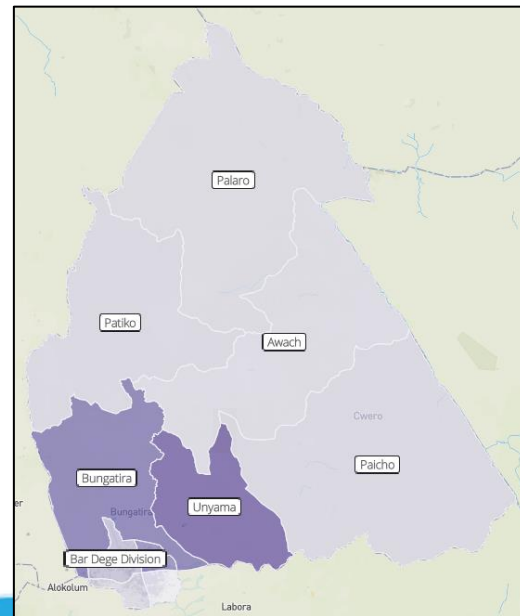 Palaro
Patiko
Awach
Cwero
Paicho
Bungatira
Unyama
Bungatira
Bar Dege Division
Alokolum
Labora